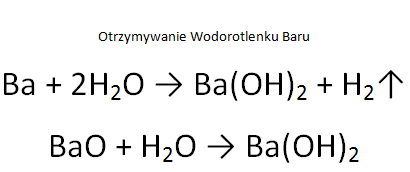 Otrzymywanie Wodorotlenku Baru
Ba + 2H₂O → Ba(OH)₂ + H₂↑
BaO + H₂O → Ba(OH)₂